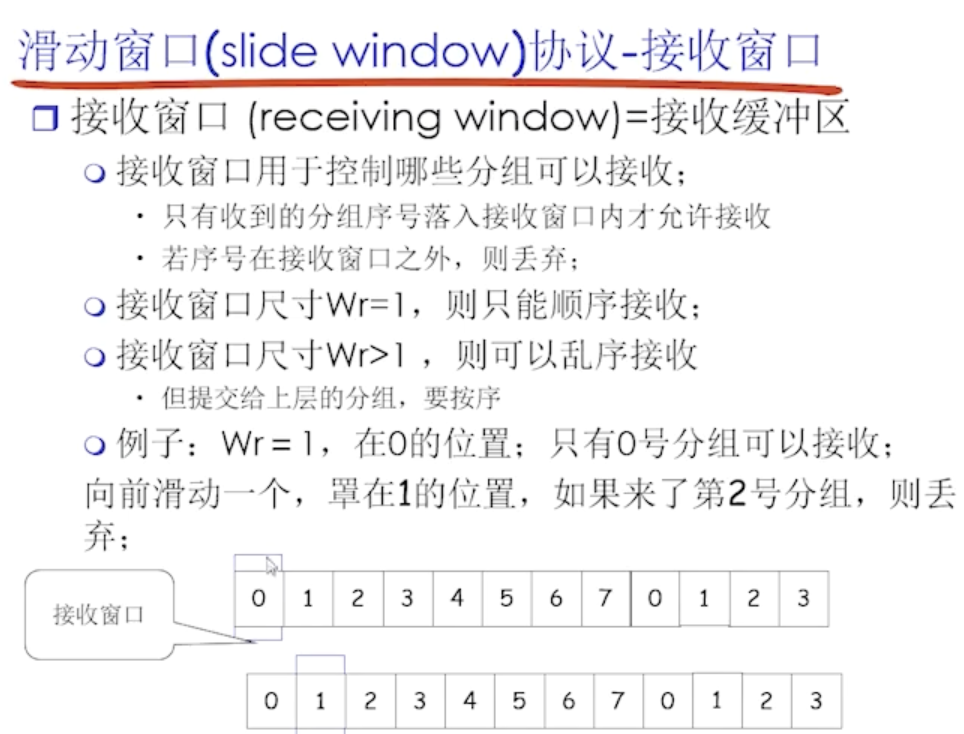 滑动窗口(slide window)协议-接收窗口
接收窗口 (receiving window)=接收缓冲区
接收窗口用于控制哪些分组可以接收；
· 只有收到的分组序号落入接收窗口内才允许接收
· 若序号在接收窗口之外，则丢弃；
接收窗口尺寸Wr=1，则只能顺序接收；
接收窗口尺寸Wr>1 ，则可以乱序接收
· 但提交给上层的分组，要按序
例子：Wr = 1，在0的位置；只有0号分组可以接收；
向前滑动一个，罩在1的位置，如果来了第2号分组，则丢
弃；
接收窗口
0 1 2 3 4 5 6 7 0 1 2 3
0 1 2 3 4 5 6 7 0 1 2 3